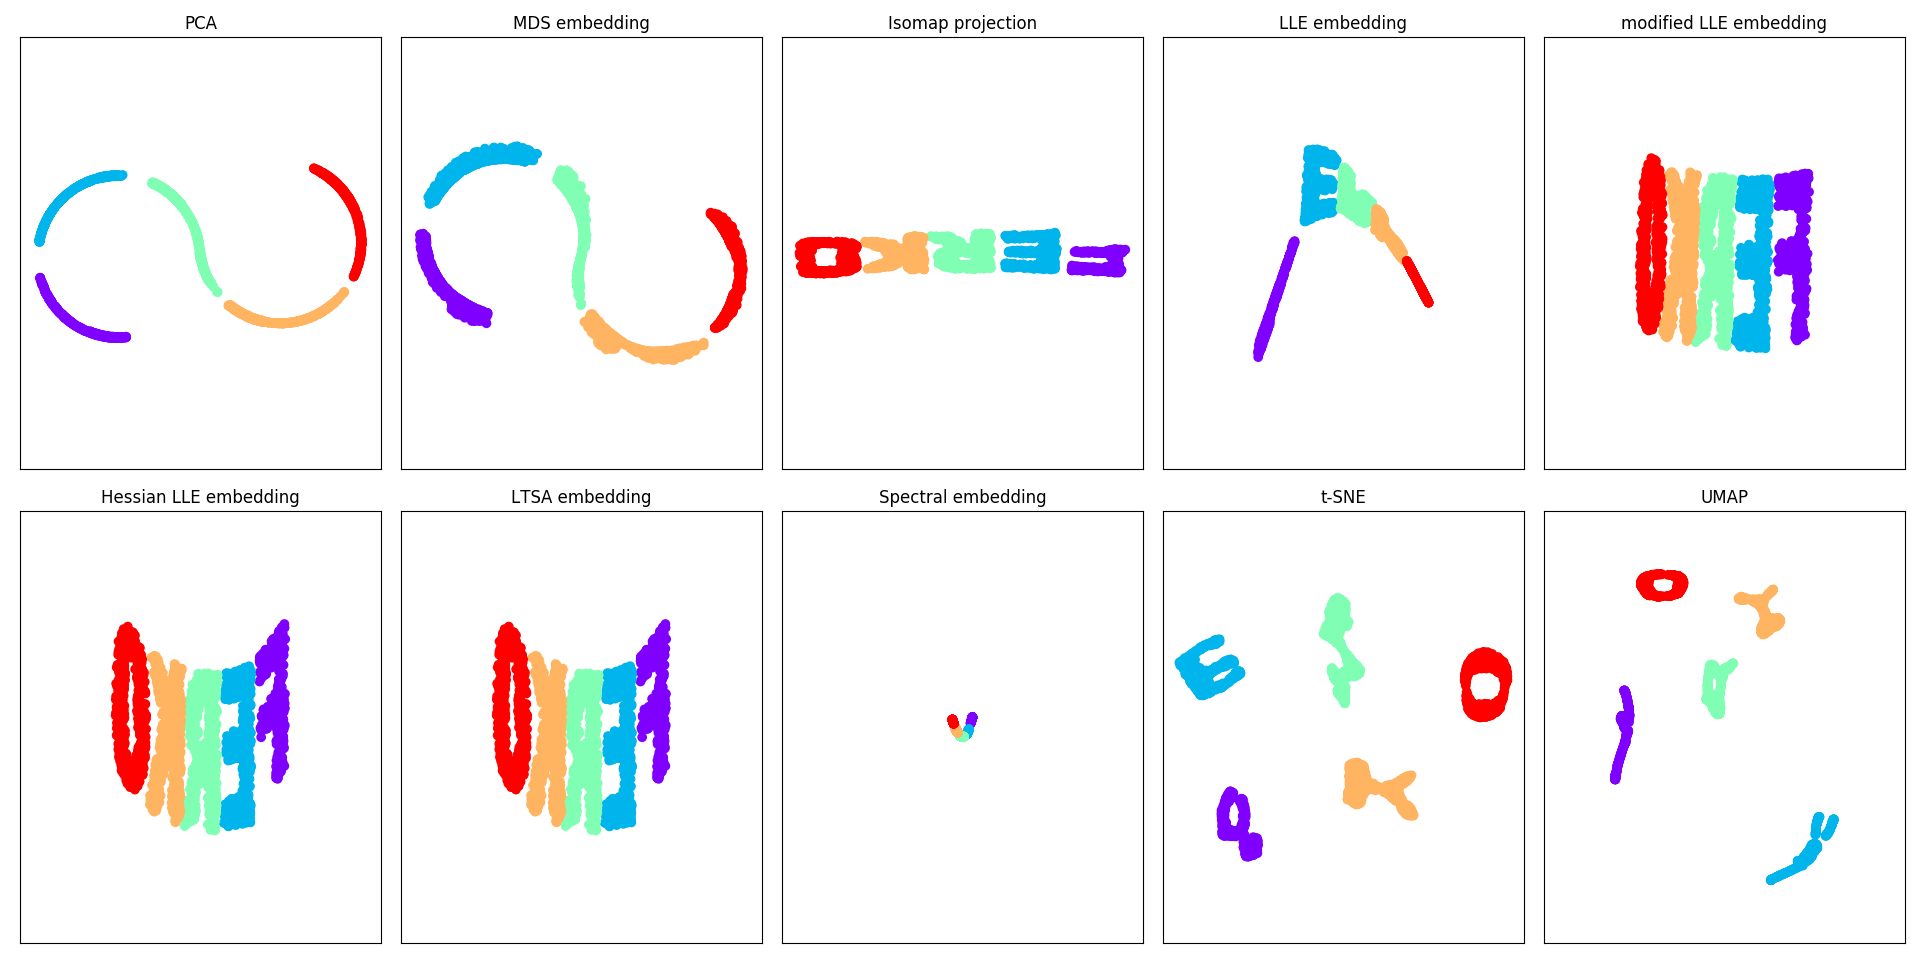 PCA
MDS embedding
Isomap projection
LLE embedding
modified LLE embedding
Hessian LLE embedding
LTSA embedding
Spectral embedding
t-SNE
UMAP